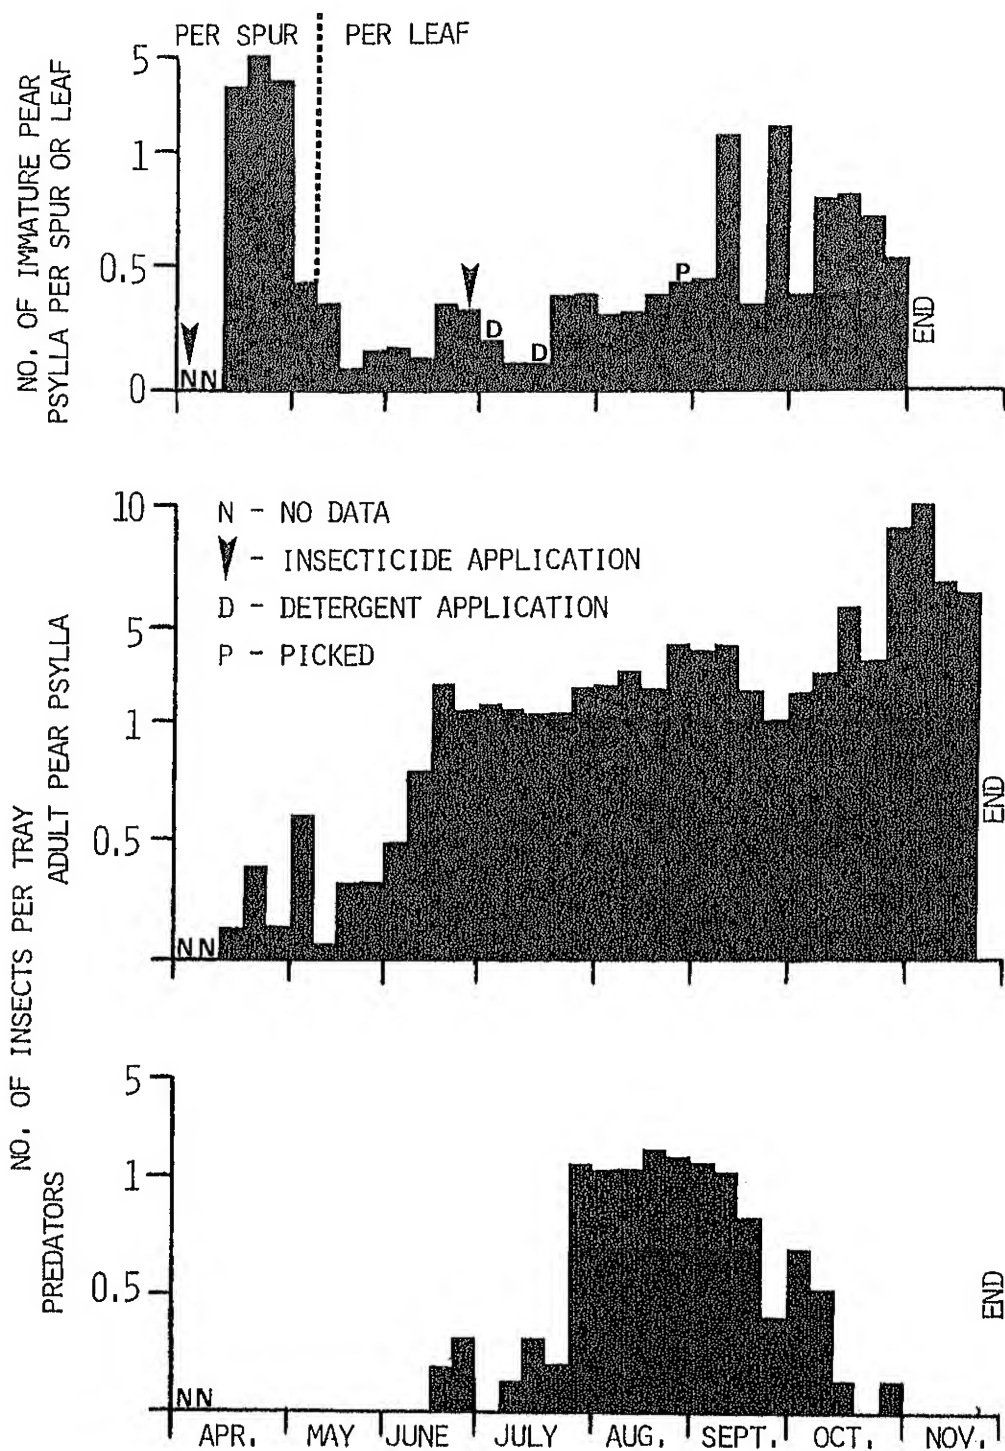 PER SPUR PER LEAF
NO. OF IMMATURE PEAR
PSYLLA PER SPUR OR LEAF
5
1
0.5
0
N N
D
D
P
END
NO. OF INSECTS PER TRAY
ADULT PEAR PSYLLA
10
5
1
0.5
N - NO DATA
- INSECTICIDE APPLICATION
D - DETERGENT APPLICATION
P - PICKED
N N
END
PREDATORS
5
1
0.5
N N
END
APR. MAY JUNE JULY AUG. SEPT. OCT. NOV.